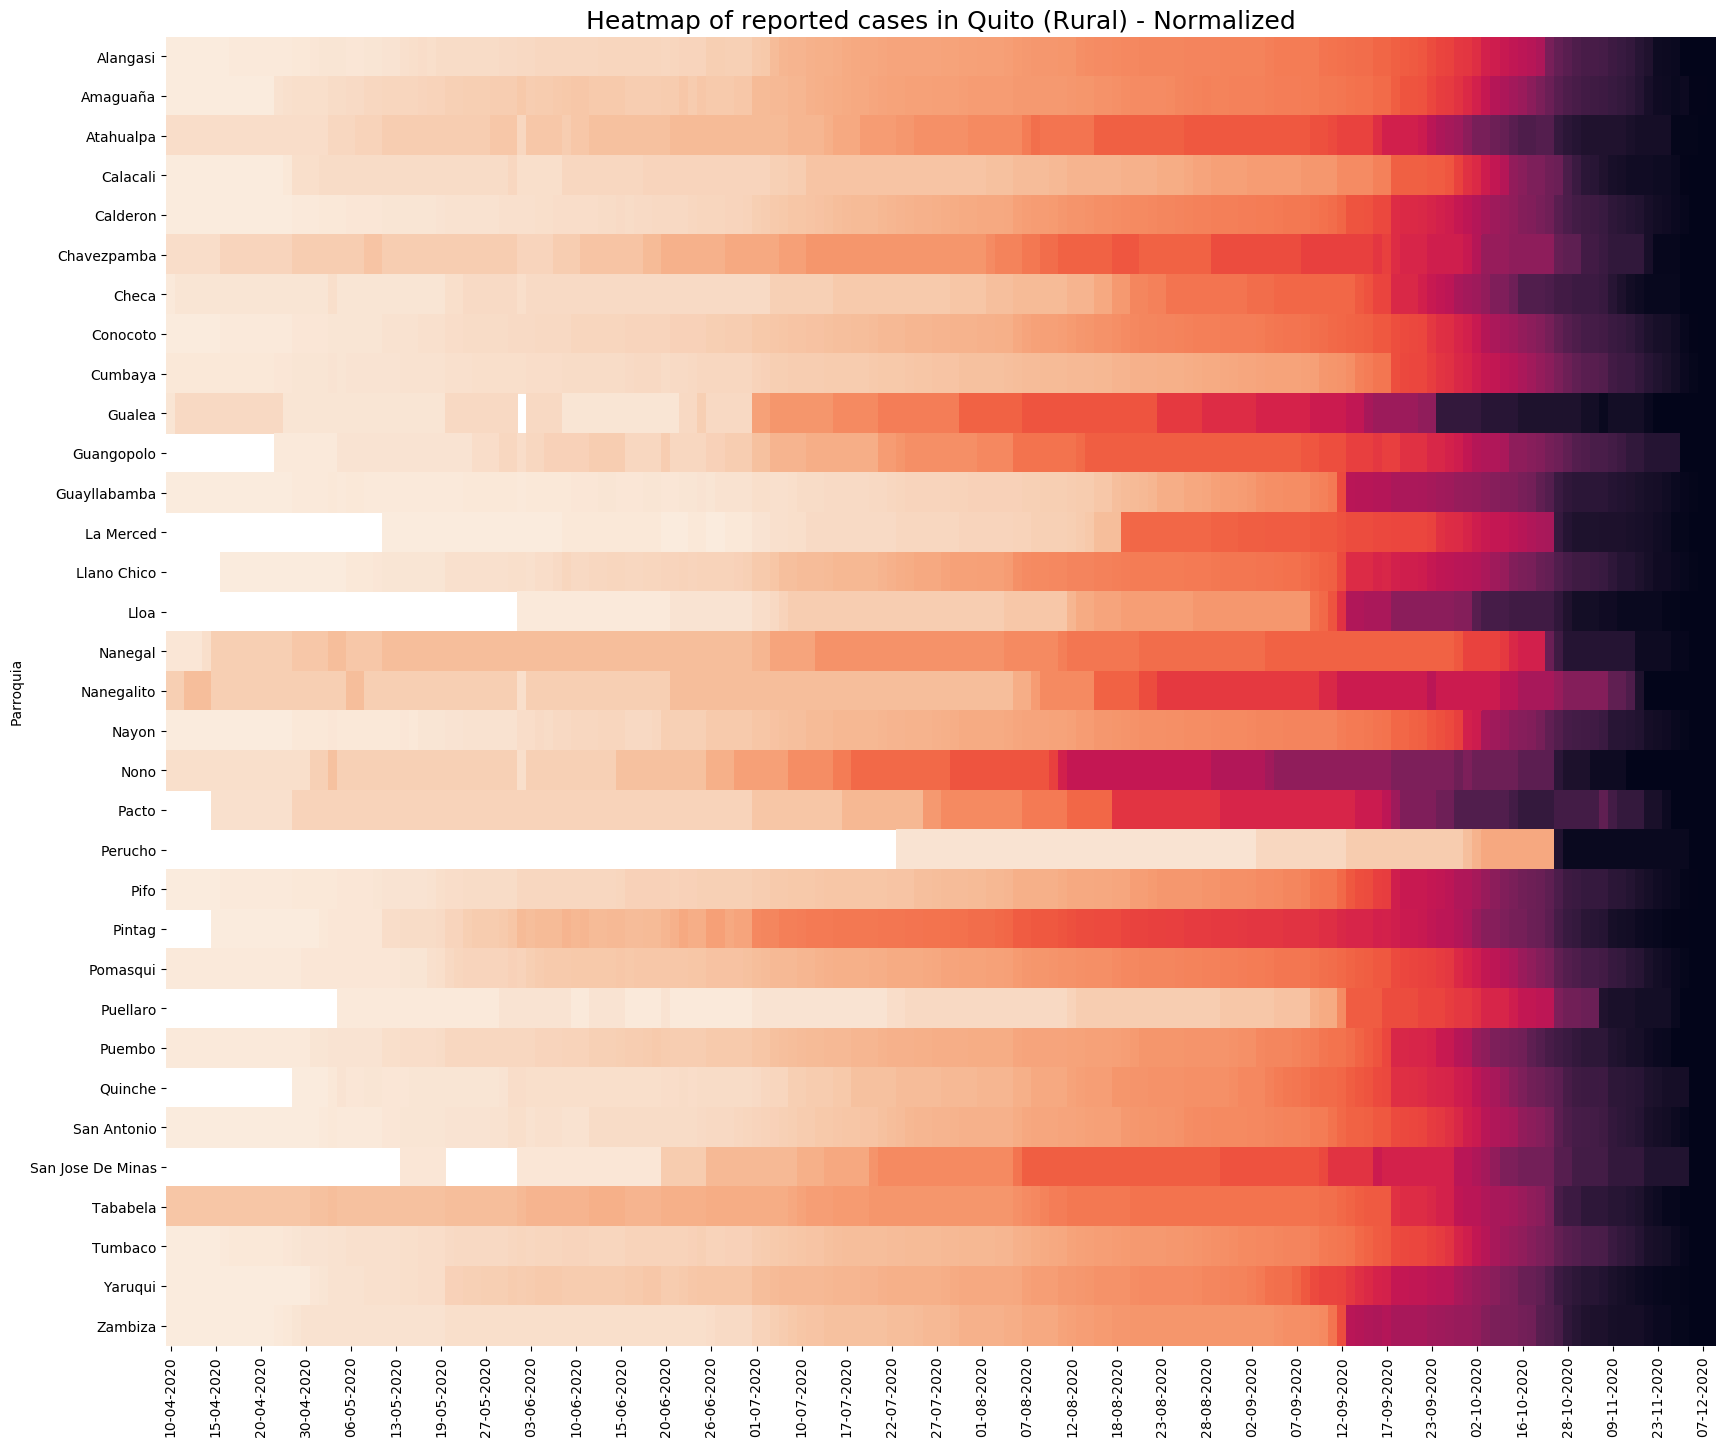 Heatmap of reported cases in Quito (Rural) - Normalized
Parroquia
Alangasi
Amaguaña
Atahualpa
Calacali
Calderon
Chavezpamba
Checa
Conocoto
Cumbaya
Gualea
Guangopolo
Guayllabamba
La Merced
Llano Chico
Lloa
Nanegal
Nanegalito
Nayon
Nono
Pacto
Perucho
Pifo
Pintag
Pomasqui
Puellaro
Puembo
Quinche
San Antonio
San Jose De Minas
Tababela
Tumbaco
Yaruqui
Zambiza
10-04-2020
15-04-2020
20-04-2020
30-04-2020
06-05-2020
13-05-2020
19-05-2020
27-05-2020
03-06-2020
10-06-2020
15-06-2020
20-06-2020
26-06-2020
01-07-2020
10-07-2020
17-07-2020
22-07-2020
27-07-2020
01-08-2020
07-08-2020
12-08-2020
18-08-2020
23-08-2020
28-08-2020
02-09-2020
07-09-2020
12-09-2020
17-09-2020
23-09-2020
02-10-2020
16-10-2020
28-10-2020
09-11-2020
23-11-2020
07-12-2020